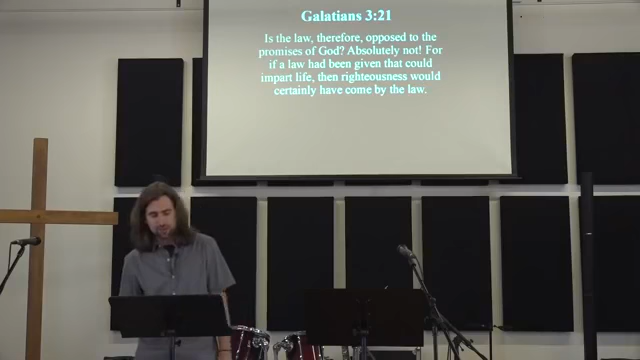 Galatians 3:21
Is the law, therefore, opposed to the
promises of God? Absolutely not! For
if a law had been given that could
impart life, then righteousness would
certainly have come by the law.